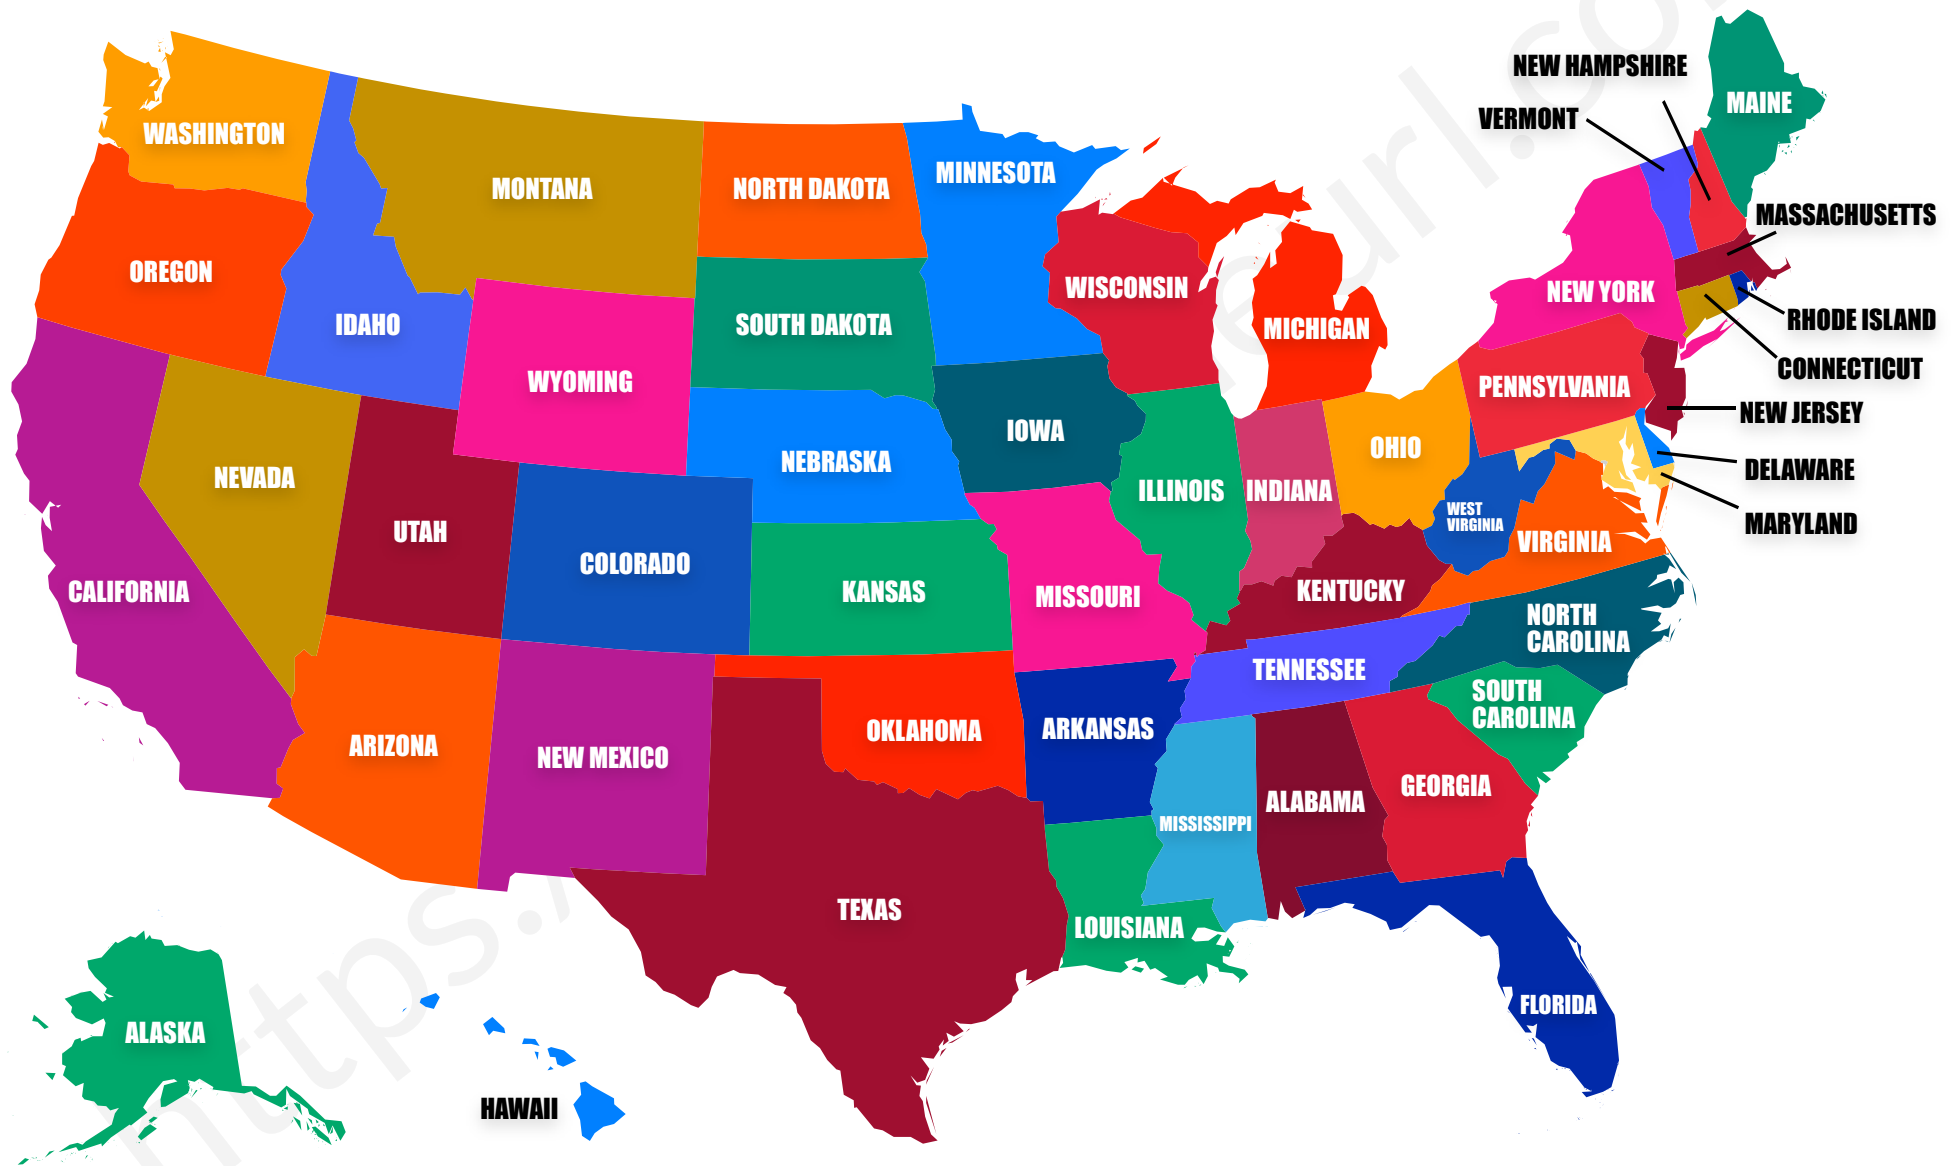 NEW HAMPSHIRE
VERMONT
MAINE
WASHINGTON
MONTANA
NORTH DAKOTA
MINNESOTA
MASSACHUSETTS
OREGON
IDAHO
SOUTH DAKOTA
WISCONSIN
MICHIGAN
NEW YORK
RHODE ISLAND
CONNECTICUT
WYOMING
PENNSYLVANIA
NEW JERSEY
IOWA
NEBRASKA
OHIO
NEVADA
ILLINOIS
INDIANA
DELAWARE
WEST
VIRGINIA
MARYLAND
UTAH
COLORADO
VIRGINIA
CALIFORNIA
KANSAS
MISSOURI
KENTUCKY
NORTH
CAROLINA
TENNESSEE
SOUTH
CAROLINA
ARIZONA
NEW MEXICO
OKLAHOMA
ARKANSAS
GEORGIA
ALABAMA
MISSISSIPPI
TEXAS
LOUISIANA
FLORIDA
ALASKA
HAWAII